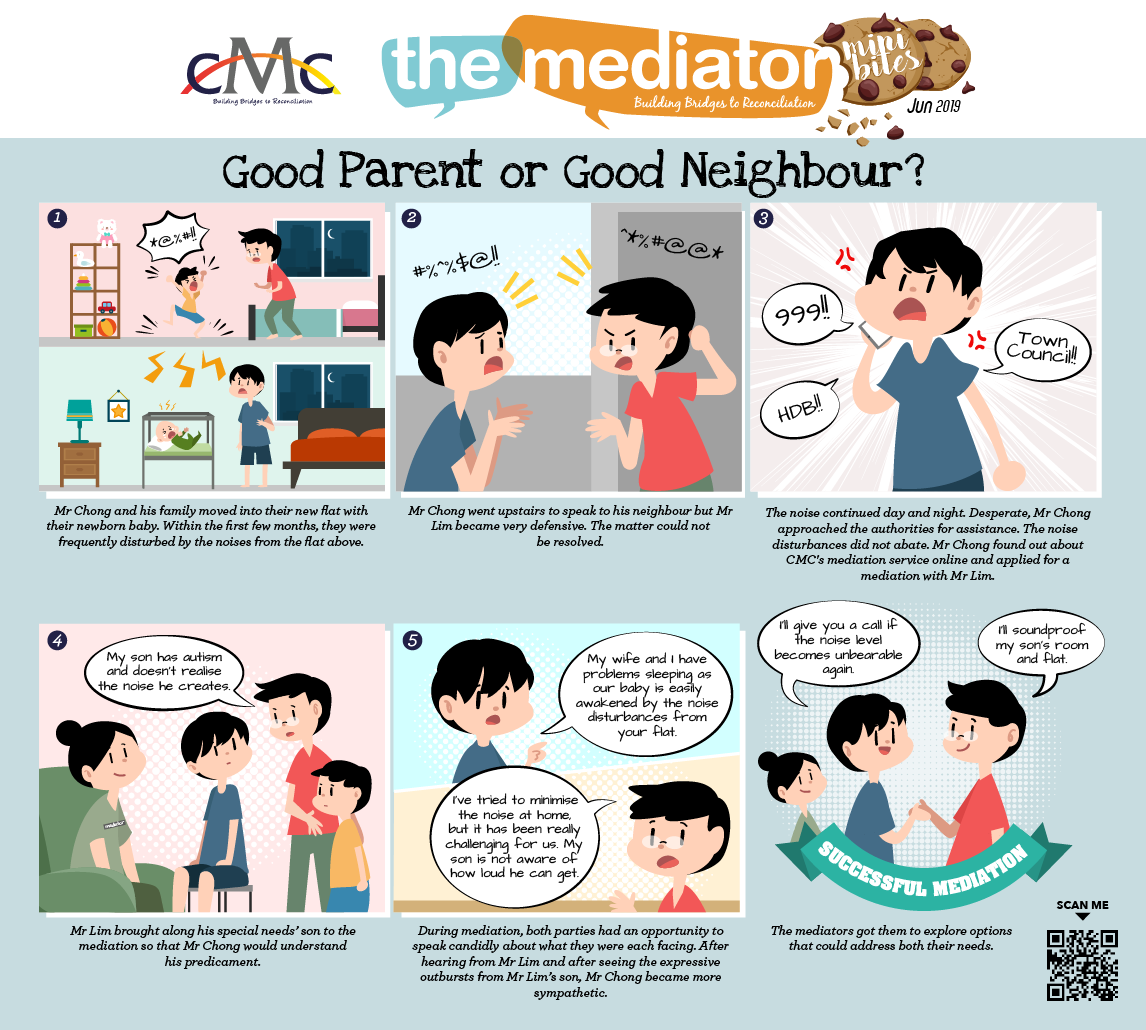 CMC
Building Bridges to Reconciliation
the mediator
Building Bridges to Reconciliation
mini
bites
Jun 2019
Good Parent or Good Neighbour?
1
*@%#!!
Mr Chong and his family moved into their new flat with
their newborn baby. Within the first few months, they were
frequently disturbed by the noises from the flat above.
2
#%^%$@!!
^*%#@@*
Mr Chong went upstairs to speak to his neighbour but Mr
Lim became very defensive. The matter could not
be resolved.
3
999!!
Town
Council!!
HDB!!
The noise continued day and night. Desperate, Mr Chong
approached the authorities for assistance. The noise
disturbances did not abate. Mr Chong found out about
CMC's mediation service online and applied for a
mediation with Mr Lim.
4
My son has autism
and doesn't realise
the noise he creates.
mediator
Mr Lim brought along his special needs' son to the
mediation so that Mr Chong would understand
his predicament.
5
My wife and I have
problems sleeping as
our baby is easily
awakened by the noise
disturbances from
your flat.
I've tried to minimise
the noise at home,
but it has been really
challenging for us. My
son is not aware of
how loud he can get.
During mediation, both parties had an opportunity to
speak candidly about what they were each facing. After
hearing from Mr Lim and after seeing the expressive
outbursts from Mr Lim's son, Mr Chong became more
sympathetic.
I'll give you a call if
the noise level
becomes unbearable
again.
I'll soundproof
my son's room
and flat.
SUCCESSFUL MEDIATION
The mediators got them to explore options
that could address both their needs.
SCAN ME